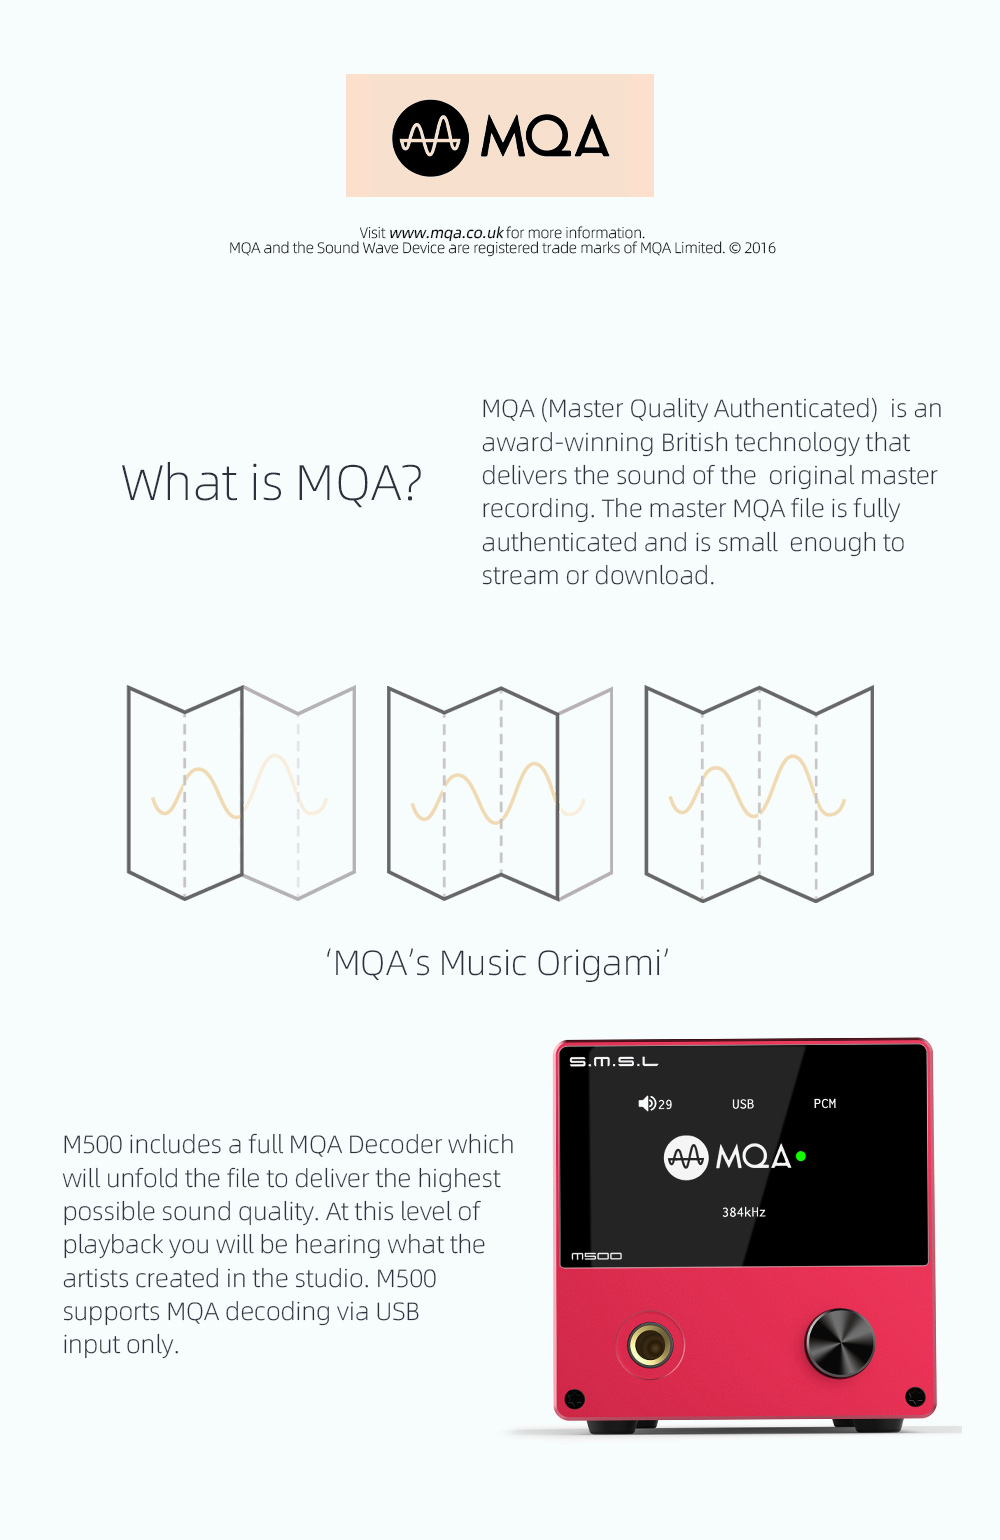 MQA
Visit www.mqa.co.uk for more information.
MQA and the Sound Wave Device are registered trade marks of MQA Limited. © 2016
What is MQA?
MQA (Master Quality Authenticated) is an
award-winning British technology that
delivers the sound of the original master
recording. The master MQA file is fully
authenticated and is small enough to
stream or download.
'MQA's Music Origami'
M500 includes a full MQA Decoder which
will unfold the file to deliver the highest
possible sound quality. At this level of
playback you will be hearing what the
artists created in the studio. M500
supports MQA decoding via USB
input only.
S.M.S.L
29 USB PCM
MQA
384kHz
M500